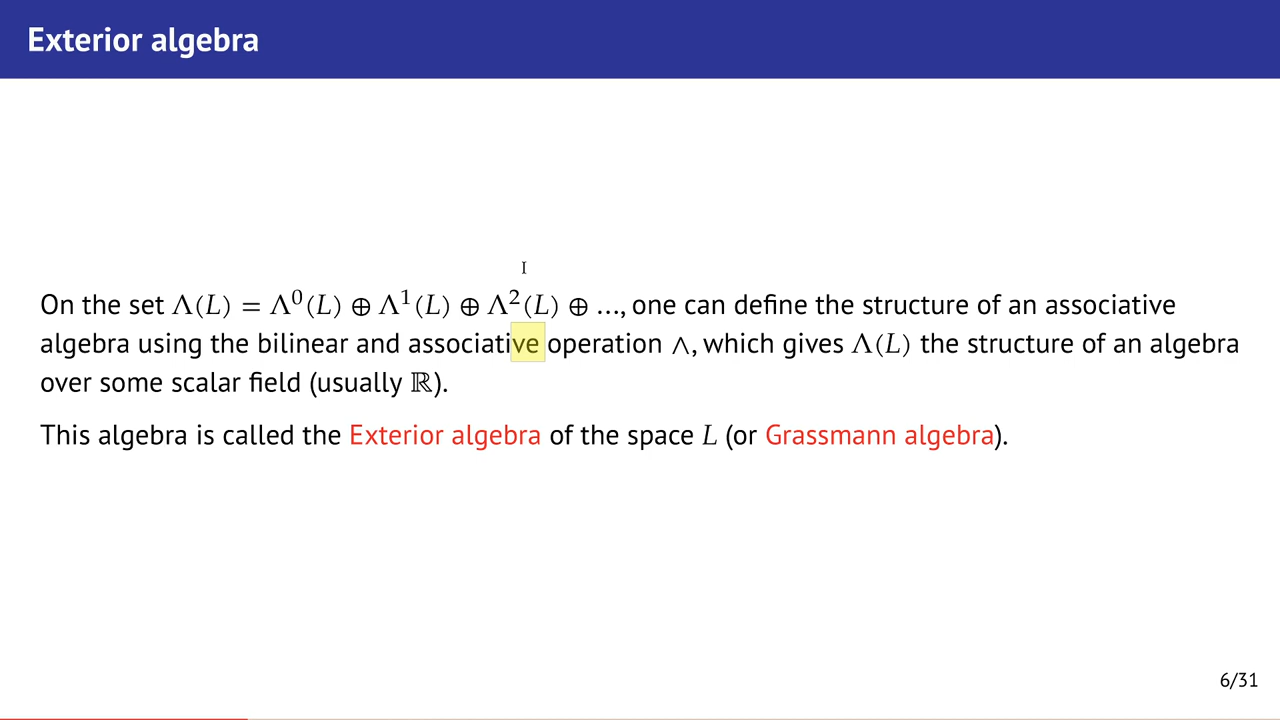 Exterior algebra
On the set Λ(L) = Λ⁰(L) ⊕ Λ¹(L) ⊕ Λ²(L) ⊕ ..., one can define the structure of an associative
algebra using the bilinear and associative operation ∧, which gives Λ(L) the structure of an algebra
over some scalar field (usually ℝ).
This algebra is called the Exterior algebra of the space L (or Grassmann algebra).
6/31